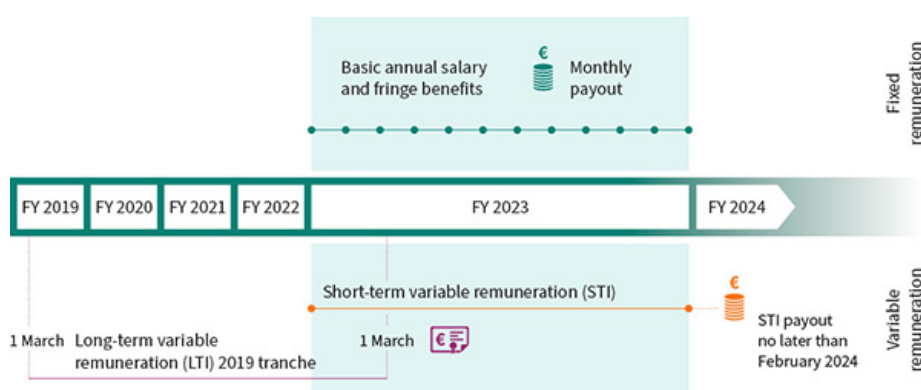 Basic annual salary
and fringe benefits
€
Monthly
payout
Fixed
remuneration
FY 2019
FY 2020
FY 2021
FY 2022
FY 2023
FY 2024
Short-term variable remuneration (STI)
€
STI payout
no later than
February 2024
1 March
Long-term variable
remuneration (LTI) 2019 tranche
1 March
€
Variable
remuneration